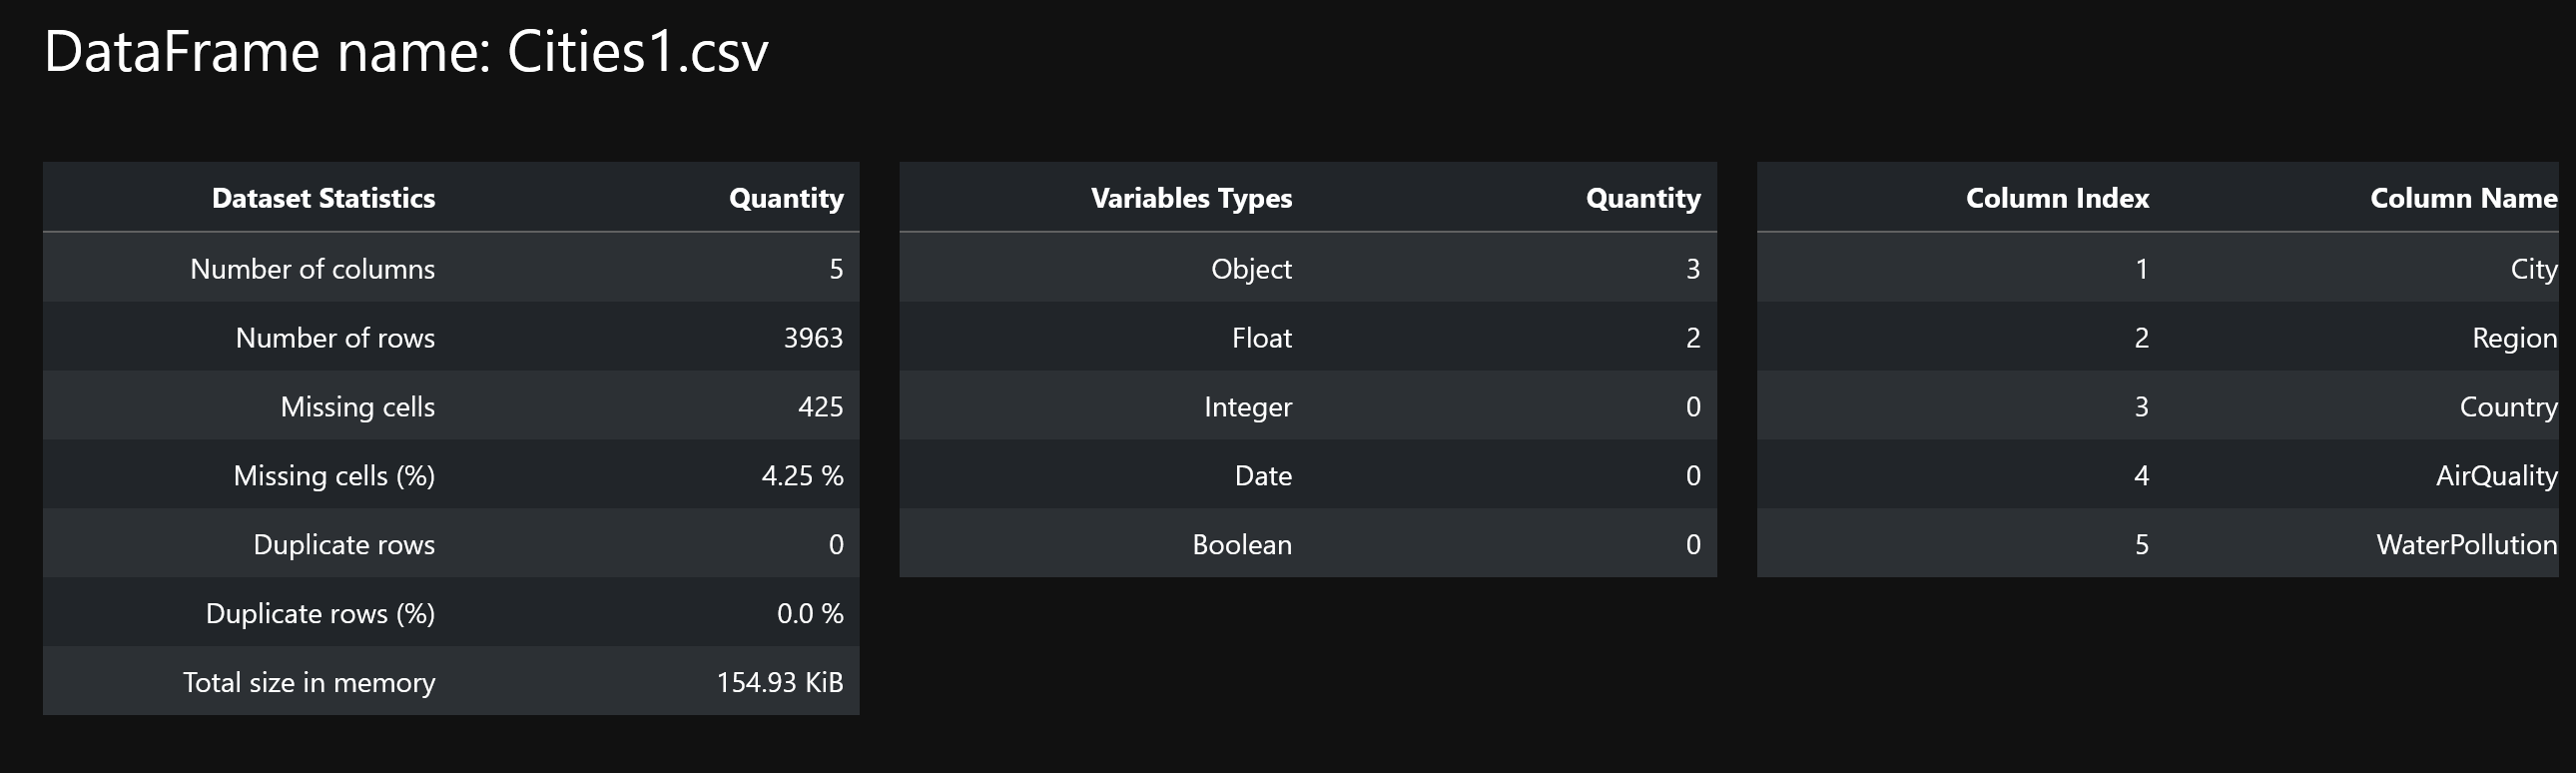 DataFrame name: Cities1.csv
Dataset Statistics Quantity
Number of columns 5
Number of rows 3963
Missing cells 425
Missing cells (%) 4.25 %
Duplicate rows 0
Duplicate rows (%) 0.0 %
Total size in memory 154.93 KiB
Variables Types Quantity
Object 3
Float 2
Integer 0
Date 0
Boolean 0
Column Index Column Name
1 City
2 Region
3 Country
4 AirQuality
5 WaterPollution